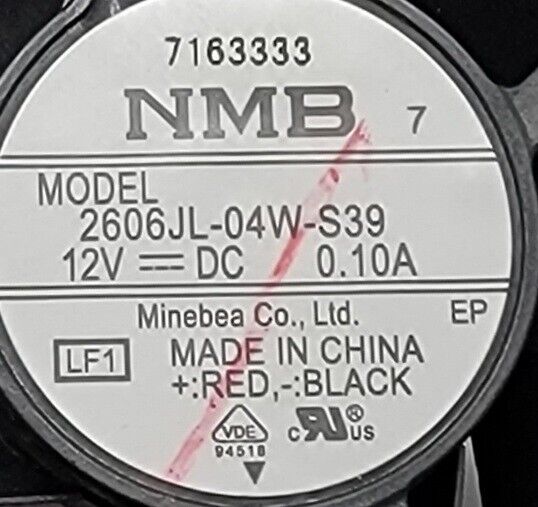 7163333
NMB 7
MODEL
2606JL-04W-S39
12V DC 0.10A
Minebea Co., Ltd. EP
LF1 MADE IN CHINA
+:RED,-:BLACK
VDE c RU ® US
94518